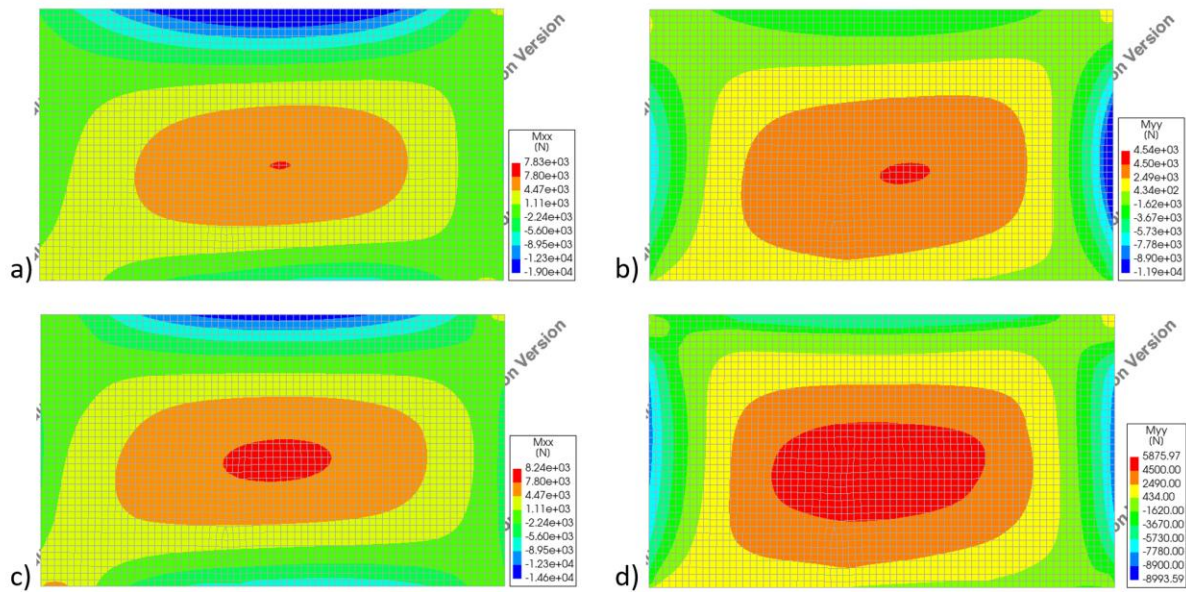 Mxx
(N)
7.83e+03
7.80e+03
4.47e+03
1.11e+03
-2.24e+03
-5.60e+03
-8.95e+03
-1.23e+04
-1.90e+04
a)
on Version
Myy
(N)
4.54e+03
4.50e+03
2.49e+03
4.34e+02
-1.62e+03
-3.67e+03
-5.73e+03
-7.78e+03
-8.90e+03
-1.19e+04
b)
on Version
Mxx
(N)
8.24e+03
7.80e+03
4.47e+03
1.11e+03
-2.24e+03
-5.60e+03
-8.95e+03
-1.23e+04
-1.46e+04
c)
on Version
Myy
(N)
5875.97
4500.00
2490.00
434.00
-1620.00
-3670.00
-5730.00
-7780.00
-8900.00
-8993.59
d)
on Version